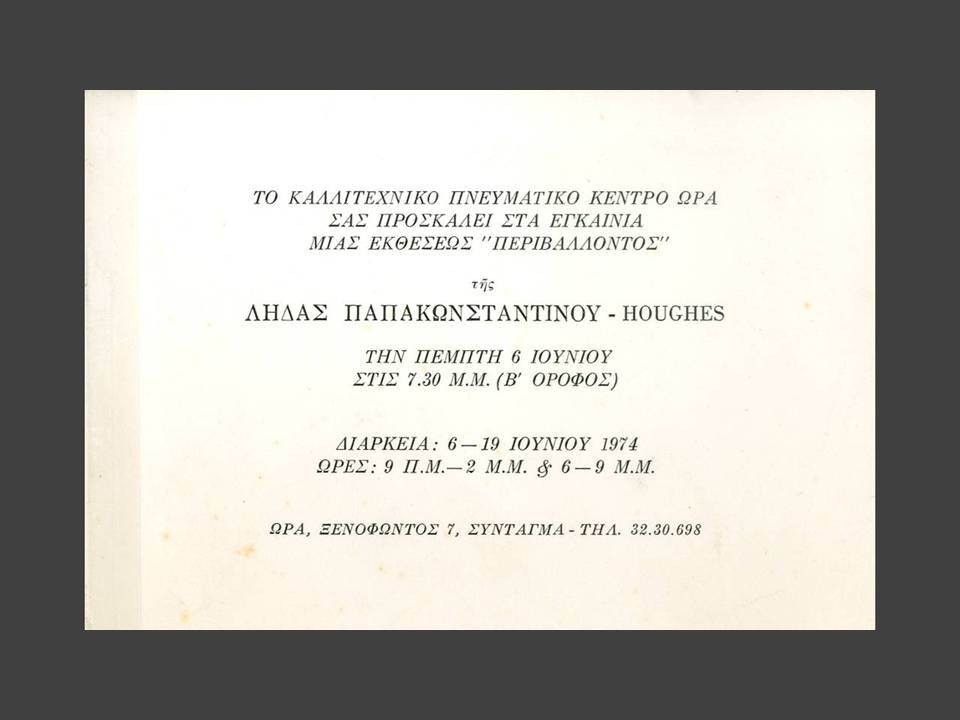 ΤΟ ΚΑΛΛΙΤΕΧΝΙΚΟ ΠΝΕΥΜΑΤΙΚΟ ΚΕΝΤΡΟ ΩΡΑ
ΣΑΣ ΠΡΟΣΚΑΛΕΙ ΣΤΑ ΕΓΚΑΙΝΙΑ
ΜΙΑΣ ΕΚΘΕΣΕΩΣ "ΠΕΡΙΒΑΛΛΟΝΤΟΣ"
τῆς
ΛΗΔΑΣ ΠΑΠΑΚΩΝΣΤΑΝΤΙΝΟΥ - HOUGHES
ΤΗΝ ΠΕΜΠΤΗ 6 ΙΟΥΝΙΟΥ
ΣΤΙΣ 7.30 Μ.Μ. (Β' ΟΡΟΦΟΣ)
ΔΙΑΡΚΕΙΑ: 6 — 19 ΙΟΥΝΙΟΥ 1974
ΩΡΕΣ: 9 Π.Μ.—2 Μ.Μ. & 6—9 Μ.Μ.
ΩΡΑ, ΞΕΝΟΦΩΝΤΟΣ 7, ΣΥΝΤΑΓΜΑ - ΤΗΛ. 32.30.698